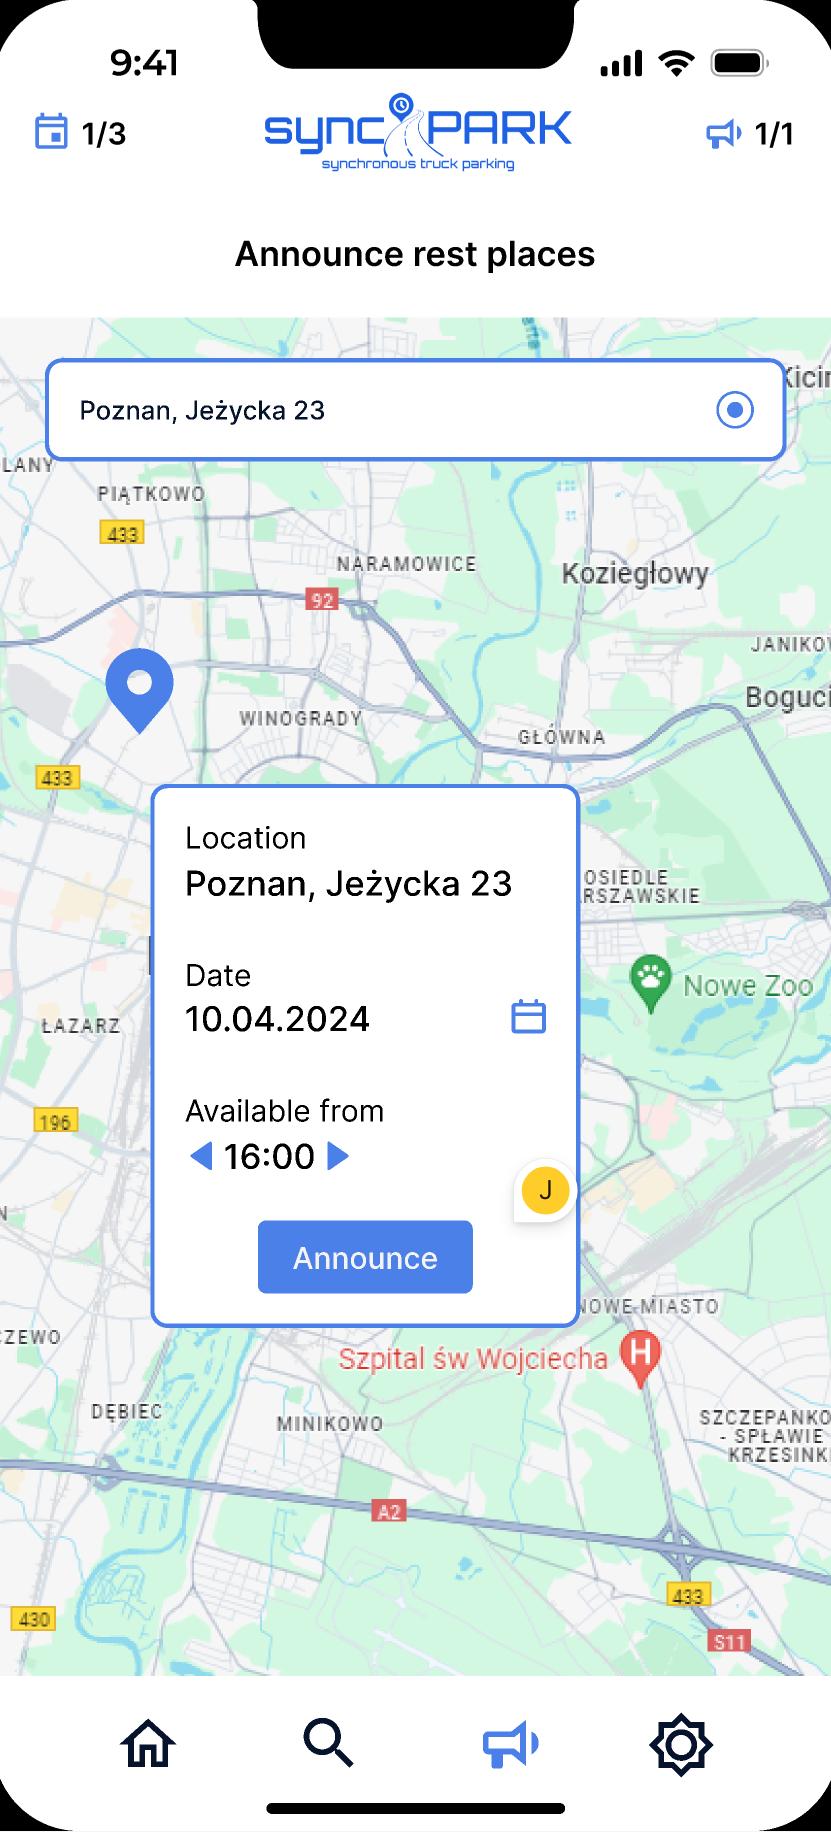 9:41
1/3
syncPARK
synchronous truck parking
1/1
Announce rest places
Kicin
Poznan, Jeżycka 23
LANY
PIĄTKOWO
433
NARAMOWICE
Koziegłowy
92
JANIKOW
Boguci
WINOGRADY
GŁÓWNA
433
Location
Poznan, Jeżycka 23
OSIEDLE
RSZAWSKIE
Date
10.04.2024
Nowe Zoo
ŁAZARZ
Available from
196
16:00
J
N
Announce
NOWE MIASTO
CZEWO
Szpital św Wojciecha
H
DĘBIEC
MINIKOWO
SZCZEPANKO
- SPŁAWIE
KRZESINK
A2
433
430
S11